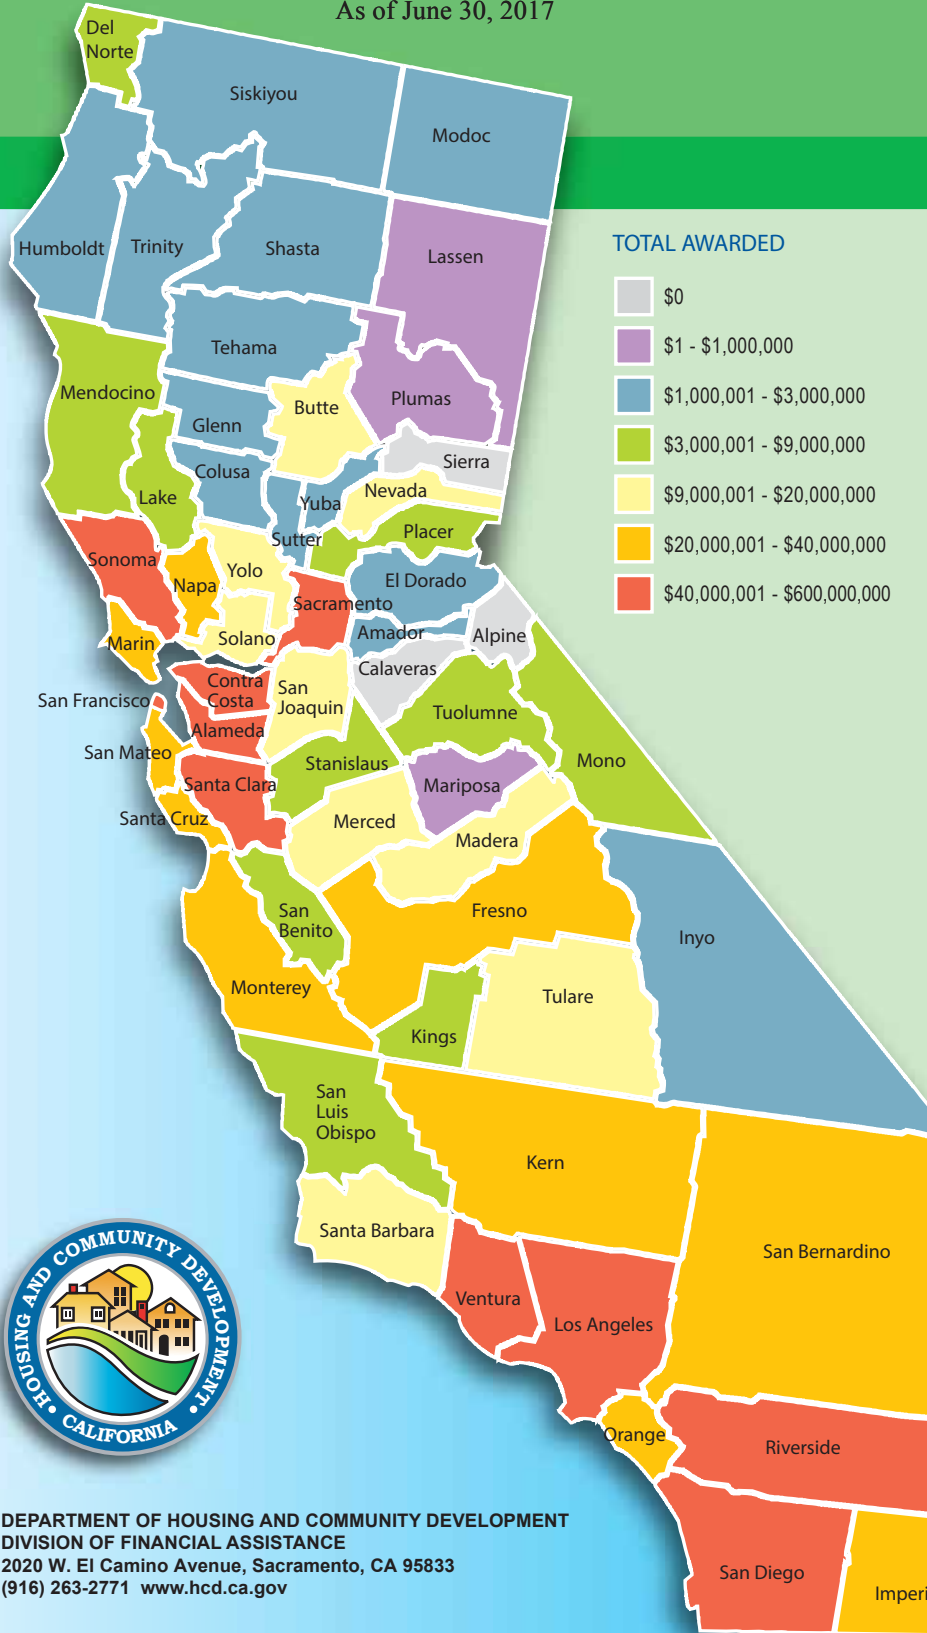 As of June 30, 2017
Del
Norte
Siskiyou
Modoc
Humboldt
Trinity
Shasta
Lassen
TOTAL AWARDED
$0
$1 - $1,000,000
$1,000,001 - $3,000,000
$3,000,001 - $9,000,000
$9,000,001 - $20,000,000
$20,000,001 - $40,000,000
$40,000,001 - $600,000,000
Tehama
Mendocino
Plumas
Butte
Glenn
Sierra
Colusa
Nevada
Lake
Yuba
Placer
Sutter
Sonoma
Yolo
El Dorado
Napa
Sacramento
Amador
Alpine
Solano
Marin
Calaveras
Contra
Costa
San
Joaquin
San Francisco
Tuolumne
Alameda
San Mateo
Stanislaus
Mono
Santa Clara
Mariposa
Santa Cruz
Merced
Madera
San
Benito
Fresno
Inyo
Monterey
Tulare
Kings
San
Luis
Obispo
Kern
Santa Barbara
San Bernardino
Ventura
Los Angeles
Orange
Riverside
San Diego
Imperi
HOUSING AND COMMUNITY DEVELOPMENT
• CALIFORNIA •
DEPARTMENT OF HOUSING AND COMMUNITY DEVELOPMENT
DIVISION OF FINANCIAL ASSISTANCE
2020 W. El Camino Avenue, Sacramento, CA 95833
(916) 263-2771 www.hcd.ca.gov